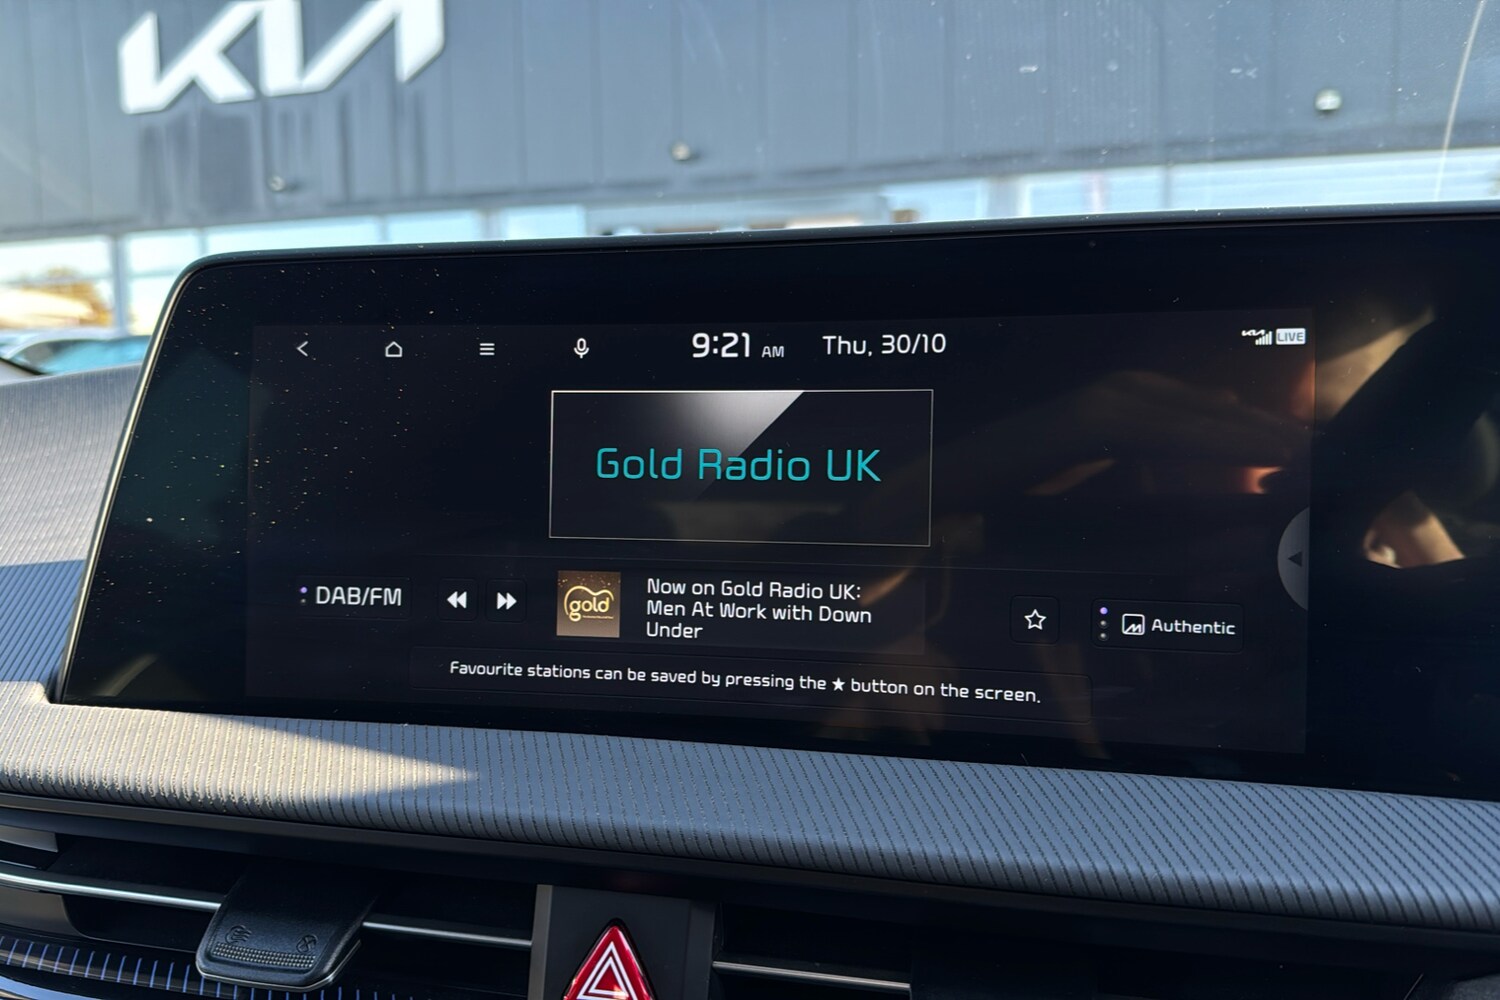 KIA
9:21 AM Thu, 30/10
KIA LIVE
Gold Radio UK
DAB/FM
gold
Now on Gold Radio UK:
Men At Work with Down
Under
Authentic
Favourite stations can be saved by pressing the ★ button on the screen.